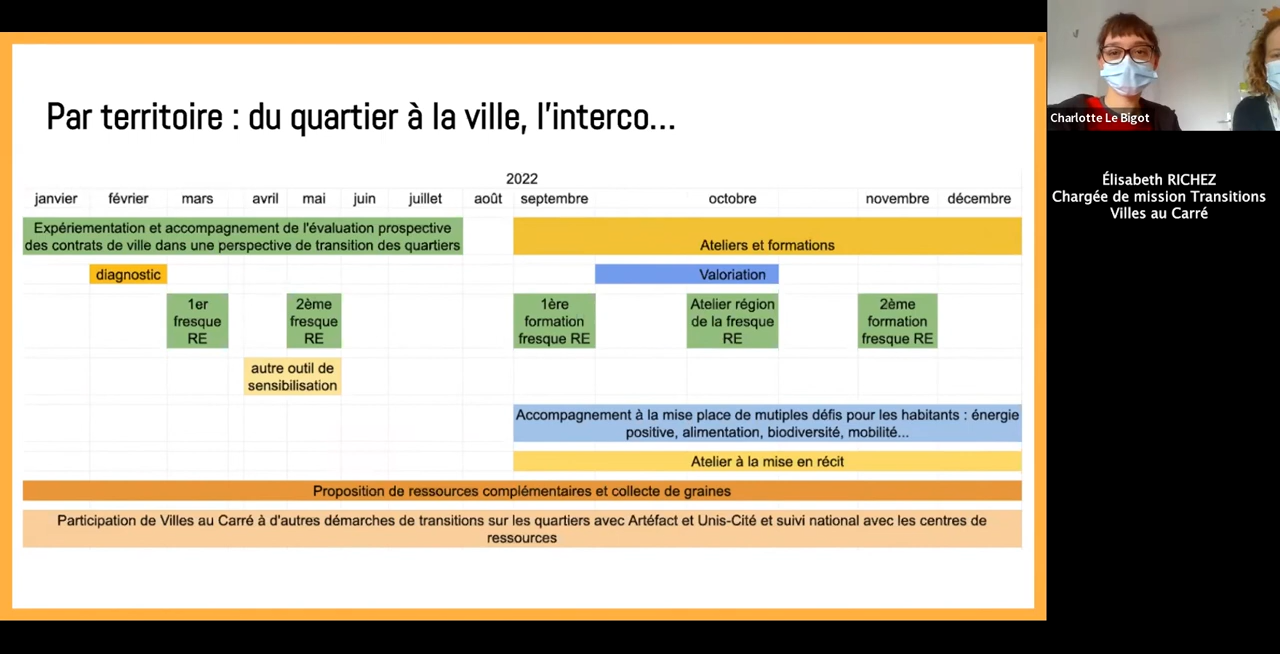 Par territoire : du quartier à la ville, l'interco...
2022
janvier février mars avril mai juin juillet août septembre octobre novembre décembre
Expériementation et accompagnement de l'évaluation prospective
des contrats de ville dans une perspective de transition des quartiers
Ateliers et formations
diagnostic
Valoriation
1er
fresque
RE
2ème
fresque
RE
1ère
formation
fresque RE
Atelier région
de la fresque
RE
2ème
formation
fresque RE
autre outil de
sensibilisation
Accompagnement à la mise place de mutiples défis pour les habitants : énergie
positive, alimentation, biodiversité, mobilité...
Atelier à la mise en récit
Proposition de ressources complémentaires et collecte de graines
Participation de Villes au Carré à d'autres démarches de transitions sur les quartiers avec Artéfact et Unis-Cité et suivi national avec les centres de
ressources
Charlotte Le Bigot
Élisabeth RICHEZ
Chargée de mission Transitions
Villes au Carré